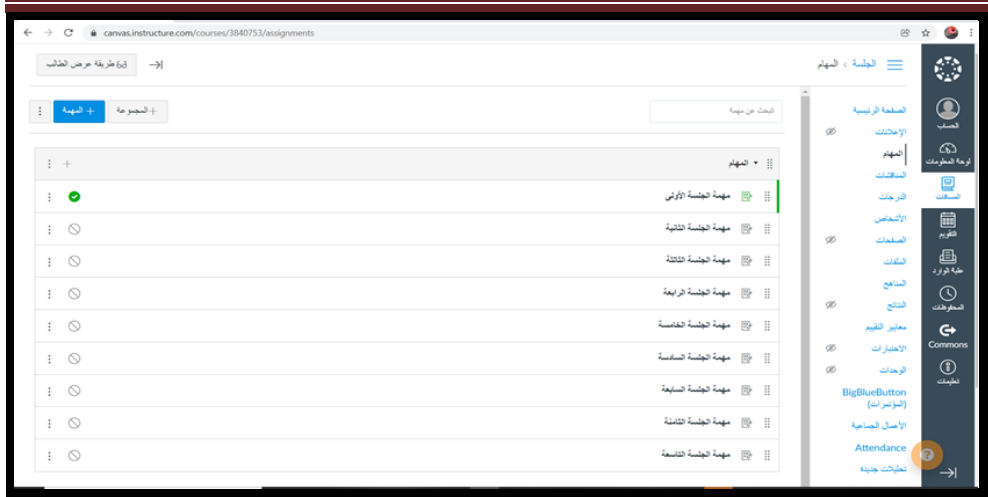 canvas.instructure.com/courses/3840753/assignments
الجلسة › المهام
طريقة عرض الطالب
البحث عن مهمة
+ المجموعة
+ المهمة
المهام
مهمة الجلسة الأولى
مهمة الجلسة الثانية
مهمة الجلسة الثالثة
مهمة الجلسة الرابعة
مهمة الجلسة الخامسة
مهمة الجلسة السادسة
مهمة الجلسة السابعة
مهمة الجلسة الثامنة
مهمة الجلسة التاسعة
الصفحة الرئيسية
الإعلانات
المهام
المناقشات
الدرجات
الأشخاص
الصفحات
الملفات
المناهج
النتائج
معايير التقييم
الاختبارات
الوحدات
BigBlueButton
(المؤتمرات)
الأعمال الجماعية
Attendance
تحليلات جديدة
الحساب
لوحة المعلومات
المساقات
التقويم
علبة الوارد
المحفوظات
Commons
تعليمات
?